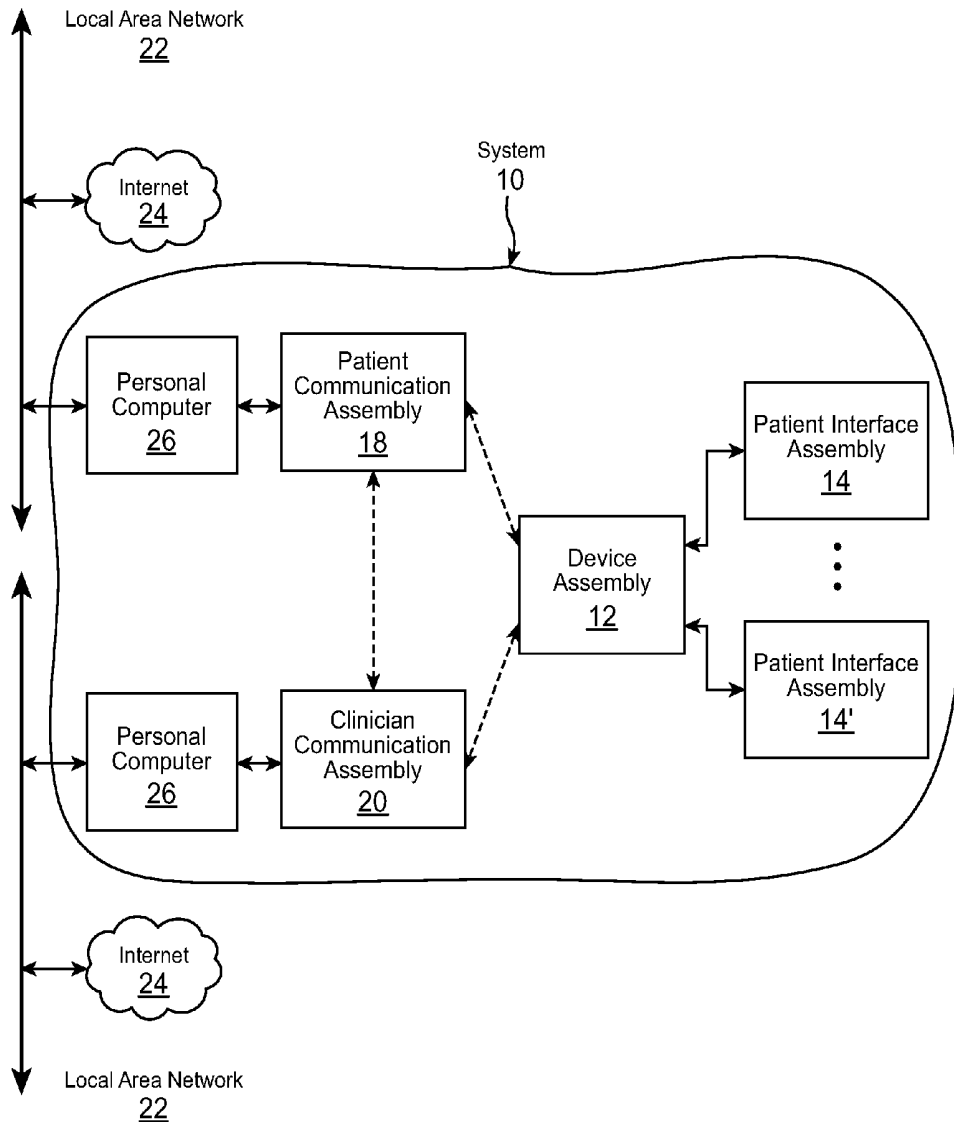 Local Area Network
22
System
10
Internet
24
Personal
Computer
26
Patient
Communication
Assembly
18
Patient Interface
Assembly
14
Device
Assembly
12
Patient Interface
Assembly
14'
Personal
Computer
26
Clinician
Communication
Assembly
20
Internet
24
Local Area Network
22